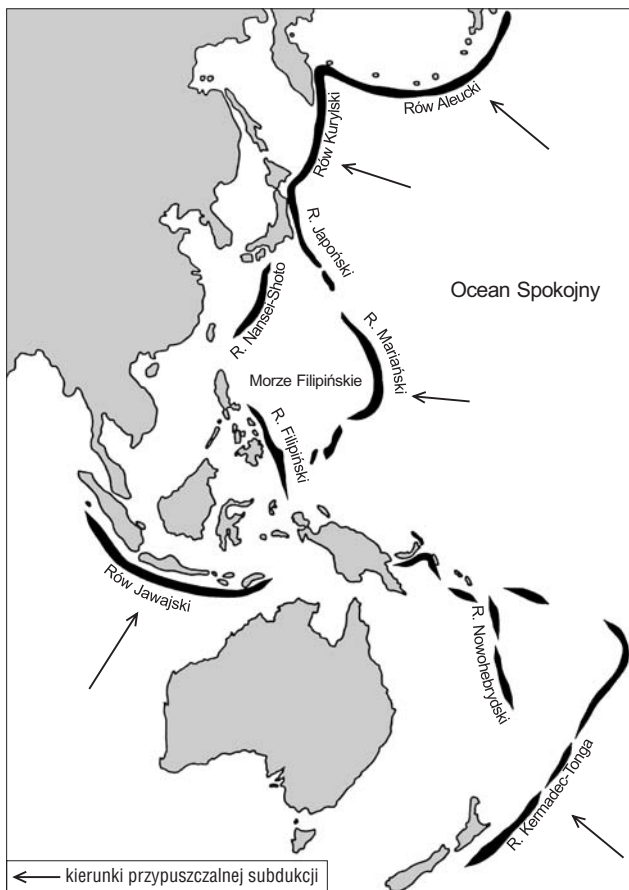 Rów Aleucki
Rów Kurylski
R. Japoński
Ocean Spokojny
R. Nansei-Shoto
R. Mariański
Morze Filipińskie
R. Filipiński
Rów Jawajski
R. Nowohebrydski
R. Kermadec-Tonga
kierunki przypuszczalnej subdukcji